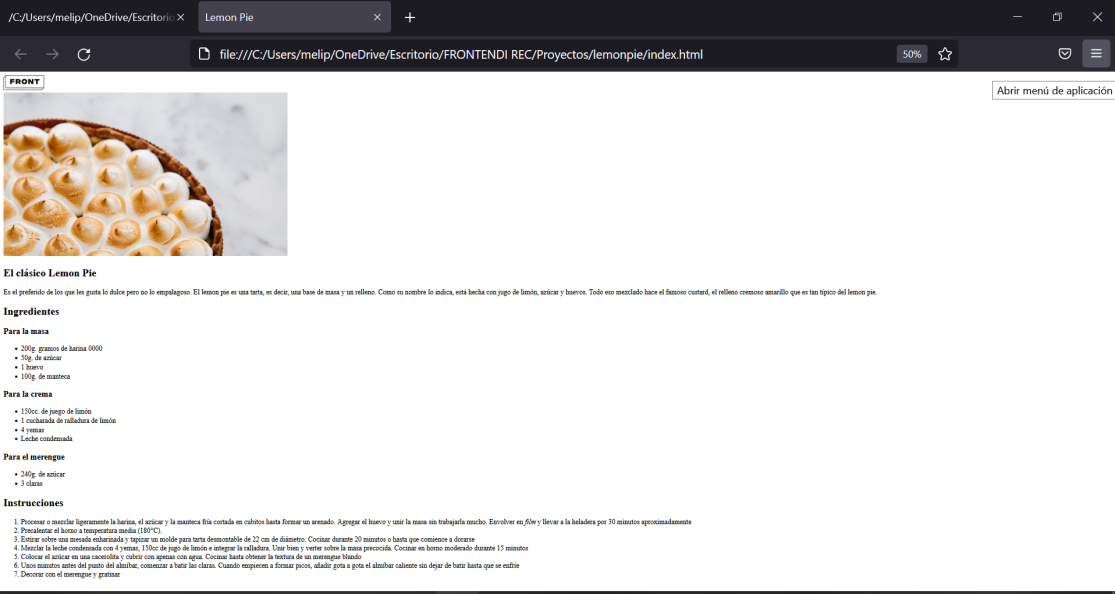 /C:/Users/melip/OneDrive/Escritorio
Lemon Pie
file:///C:/Users/melip/OneDrive/Escritorio/FRONTENDI REC/Proyectos/lemonpie/index.html
50%
Abrir menú de aplicación
FRONT
El clásico Lemon Pie
Es el preferido de los que les gusta lo dulce pero no lo empalagoso. El lemon pie es una tarta, es decir, una base de masa y un relleno. Como su nombre lo indica, está hecha con jugo de limón, azúcar y huevos. Todo eso mezclado hace el famoso custard, el relleno cremoso amarillo que es tan típico del lemon pie.
Ingredientes
Para la masa
• 200g. gramos de harina 0000
• 50g. de azúcar
• 1 huevo
• 100g. de manteca
Para la crema
• 150cc. de juego de limón
• 1 cucharada de ralladura de limón
• 4 yemas
• Leche condensada
Para el merengue
• 240g. de azúcar
• 3 claras
Instrucciones
1. Procesar o mezclar ligeramente la harina, el azúcar y la manteca fría cortada en cubitos hasta formar un arenado. Agregar el huevo y unir la masa sin trabajarla mucho. Envolver en film y llevar a la heladera por 30 minutos aproximadamente
2. Precalentar el horno a temperatura media (180°C).
3. Estirar sobre una mesada enharinada y tapizar un molde para tarta desmontable de 22 cm de diámetro. Cocinar durante 20 minutos o hasta que comience a dorarse
4. Mezclar la leche condensada con 4 yemas, 150cc de jugo de limón e integrar la ralladura. Unir bien y verter sobre la masa precocida. Cocinar en horno moderado durante 15 minutos
5. Colocar el azúcar en una cacerolita y cubrir con apenas con agua. Cocinar hasta obtener la textura de un merengue blando
6. Unos minutos antes del punto del almíbar, comenzar a batir las claras. Cuando empiecen a formar picos, añadir gota a gota el almíbar caliente sin dejar de batir hasta que se enfríe
7. Decorar con el merengue y gratinar